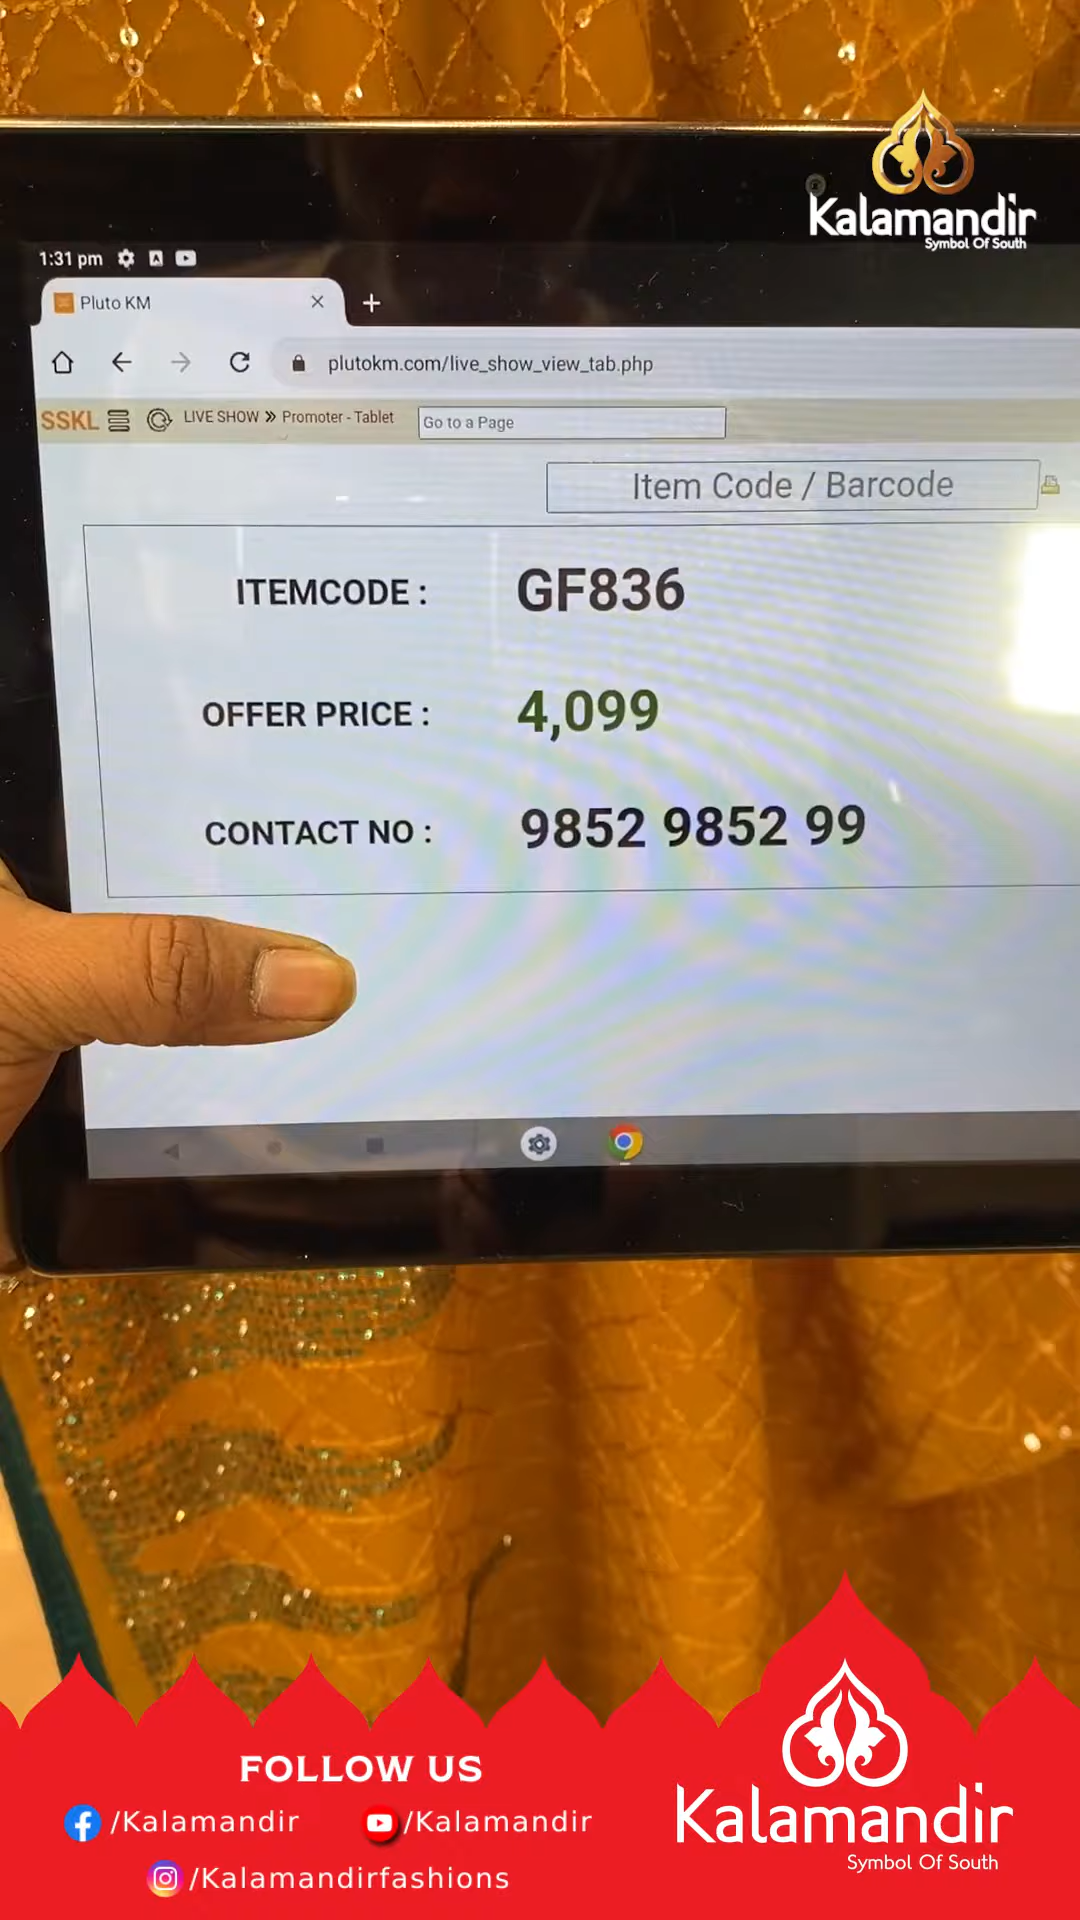 Kalamandir
Symbol Of South
1:31 pm
Pluto KM
plutokm.com/live_show_view_tab.php
SSKL LIVE SHOW » Promoter - Tablet Go to a Page
Item Code / Barcode
ITEMCODE : GF836
OFFER PRICE : 4,099
CONTACT NO : 9852 9852 99
FOLLOW US
/Kalamandir /Kalamandir
/Kalamandirfashions
Kalamandir
Symbol Of South